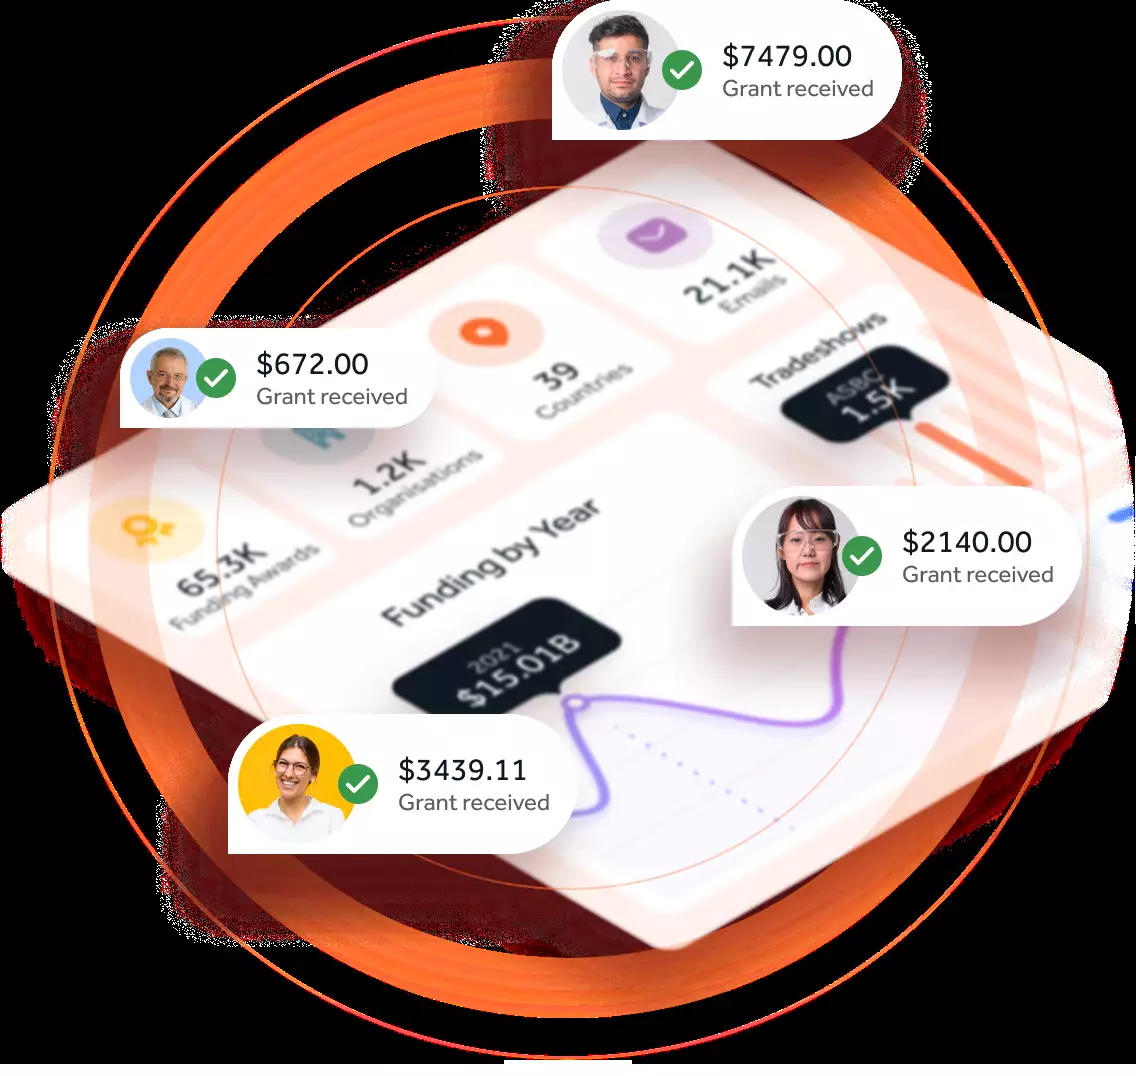 $7479.00
Grant received
21.1K
Emails
$672.00
Grant received
39
Countries
Tradeshows
ASBC
1.5K
1.2K
Organisations
65.3K
Funding Awards
Funding by Year
$2140.00
Grant received
2021
$15.01B
$3439.11
Grant received